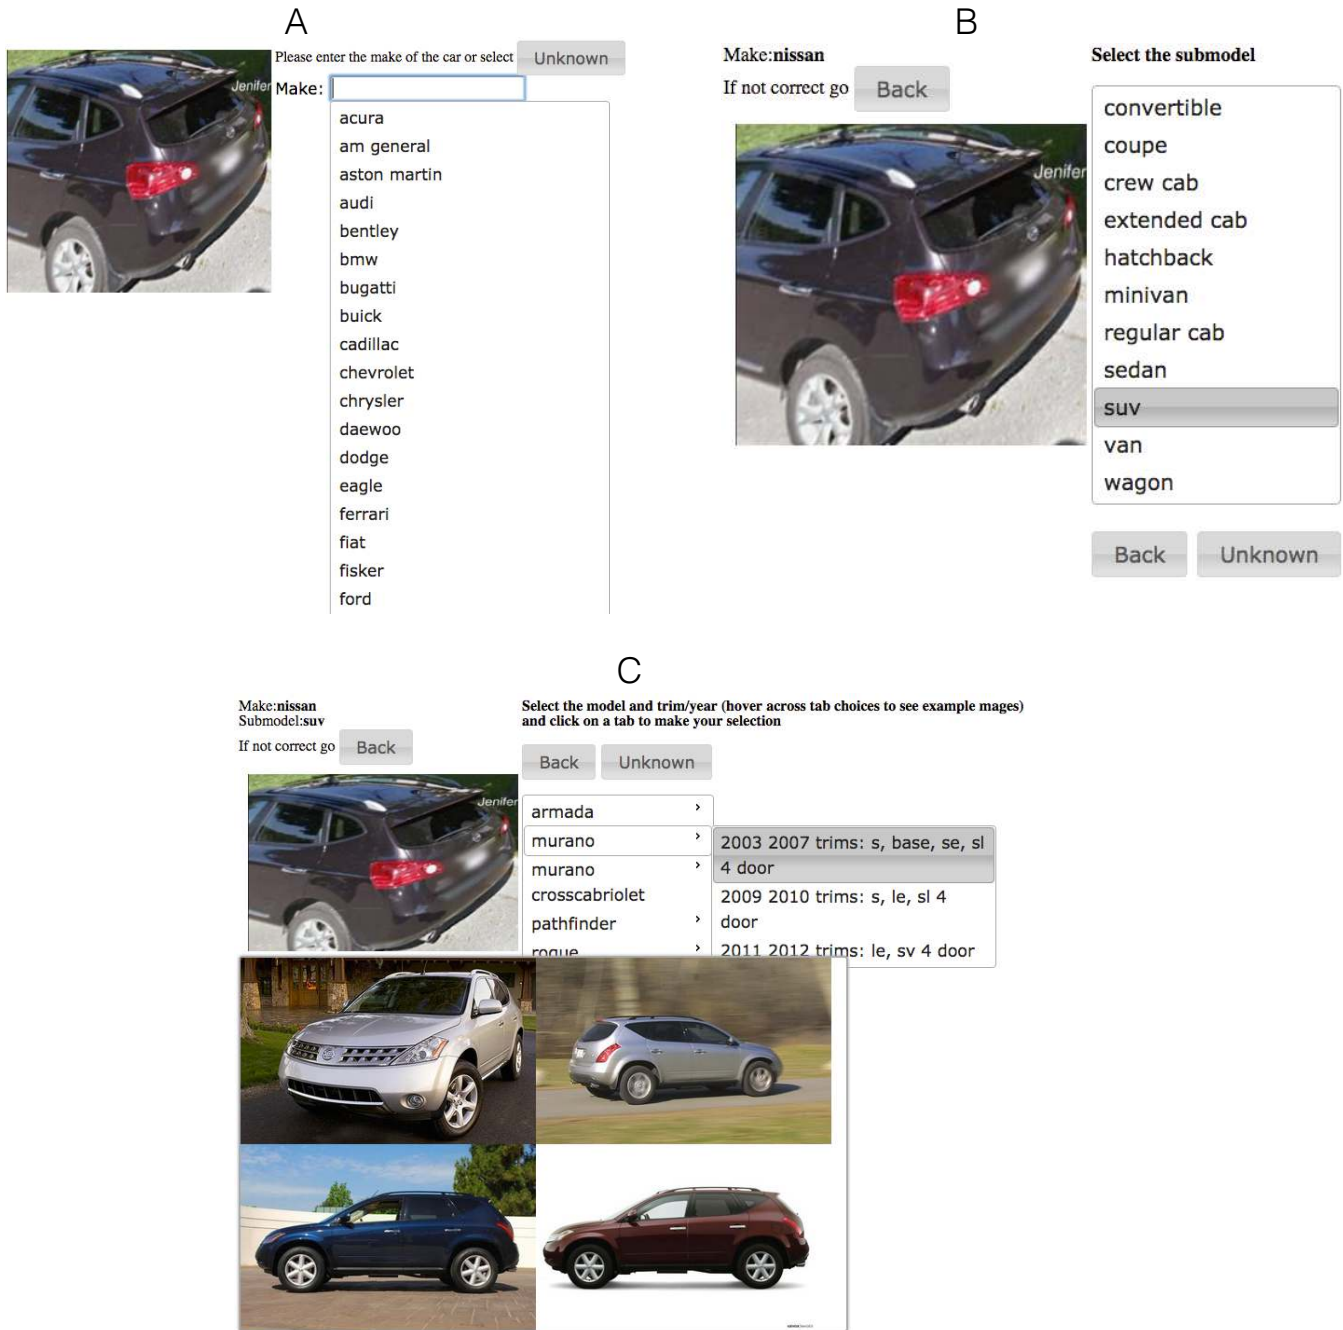 A
Please enter the make of the car or select Unknown
Make:
Jenifer
acura
am general
aston martin
audi
bentley
bmw
bugatti
buick
cadillac
chevrolet
chrysler
daewoo
dodge
eagle
ferrari
fiat
fisker
ford
B
Make:nissan
If not correct go Back
Jenifer
Select the submodel
convertible
coupe
crew cab
extended cab
hatchback
minivan
regular cab
sedan
suv
van
wagon
Back Unknown
C
Make:nissan
Submodel:suv
If not correct go Back
Jenifer
Select the model and trim/year (hover across tab choices to see example mages)
and click on a tab to make your selection
Back Unknown
armada ›
murano ›
murano ›
crosscabriolet
pathfinder ›
rogue ›
2003 2007 trims: s, base, se, sl
4 door
2009 2010 trims: s, le, sl 4
door
2011 2012 trims: le, sv 4 door